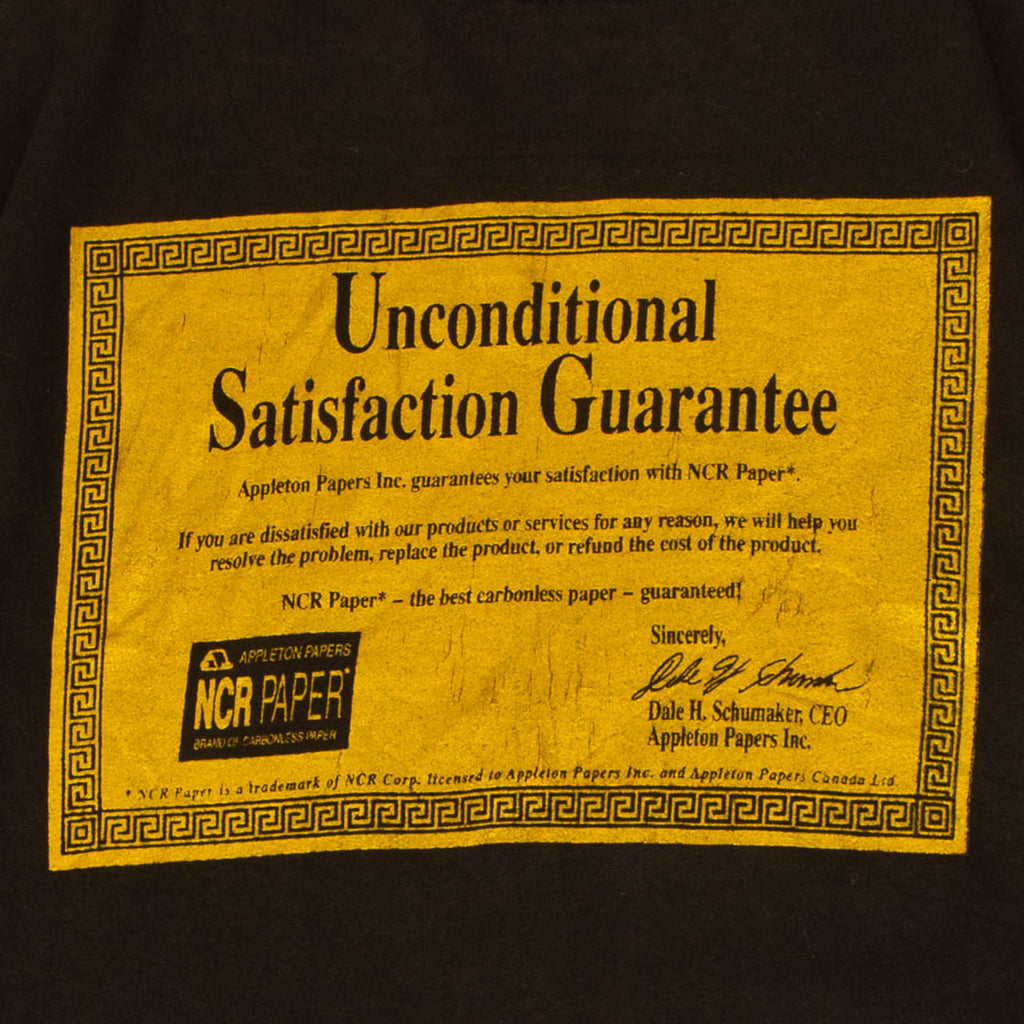 Unconditional
Satisfaction Guarantee
Appleton Papers Inc. guarantees your satisfaction with NCR Paper*.
If you are dissatisfied with our products or services for any reason, we will help you
resolve the problem, replace the product, or refund the cost of the product.
NCR Paper* – the best carbonless paper – guaranteed!
Sincerely,
Dale H. Schumaker
Dale H. Schumaker, CEO
Appleton Papers Inc.
APPLETON PAPERS
NCR PAPER*
BRAND OF CARBONLESS PAPER
* NCR Paper is a trademark of NCR Corp. licensed to Appleton Papers Inc. and Appleton Papers Canada Ltd.